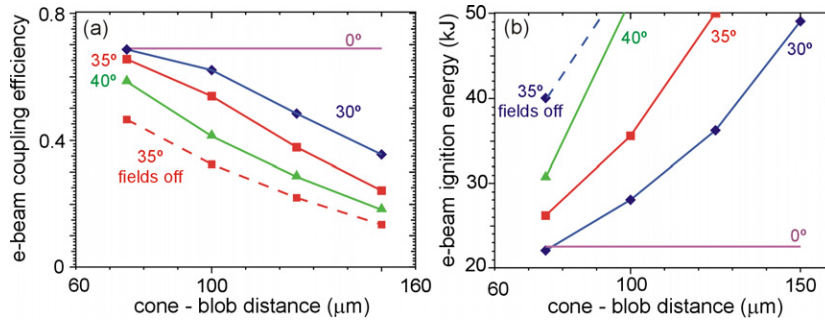 (a)
0.8
0.4
0
e-beam coupling efficiency
0º
35º
40º
30º
35º
fields off
60
100
160
cone - blob distance (μm)
(b)
50
40
30
20
e-beam ignition energy (kJ)
40º
35º
30º
35º
fields off
0º
60
100
150
cone - blob distance (μm)